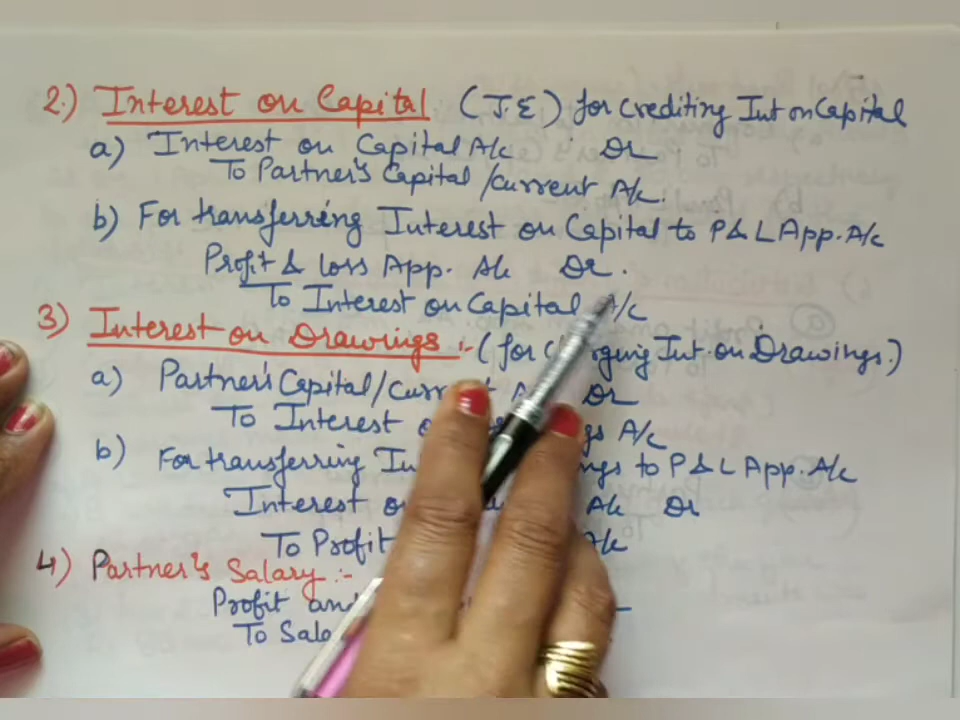 2.) Interest on Capital (J.E) for crediting Int on Capital
a) Interest on Capital A/c Dr
To Partner's Capital /current A/c.
b) For transferring Interest on Capital to P & L App. A/c
Profit & loss App. A/c Dr.
To Interest on Capital A/c
3) Interest on Drawings :- (for Int. on Drawings.)
a) Partner's Capital/ Dr
To Interest A/c
b) For transferring to P & L App. A/c
Interest A/c Dr
To Profit A/c
4) Partner's Salary :-
Profit
To